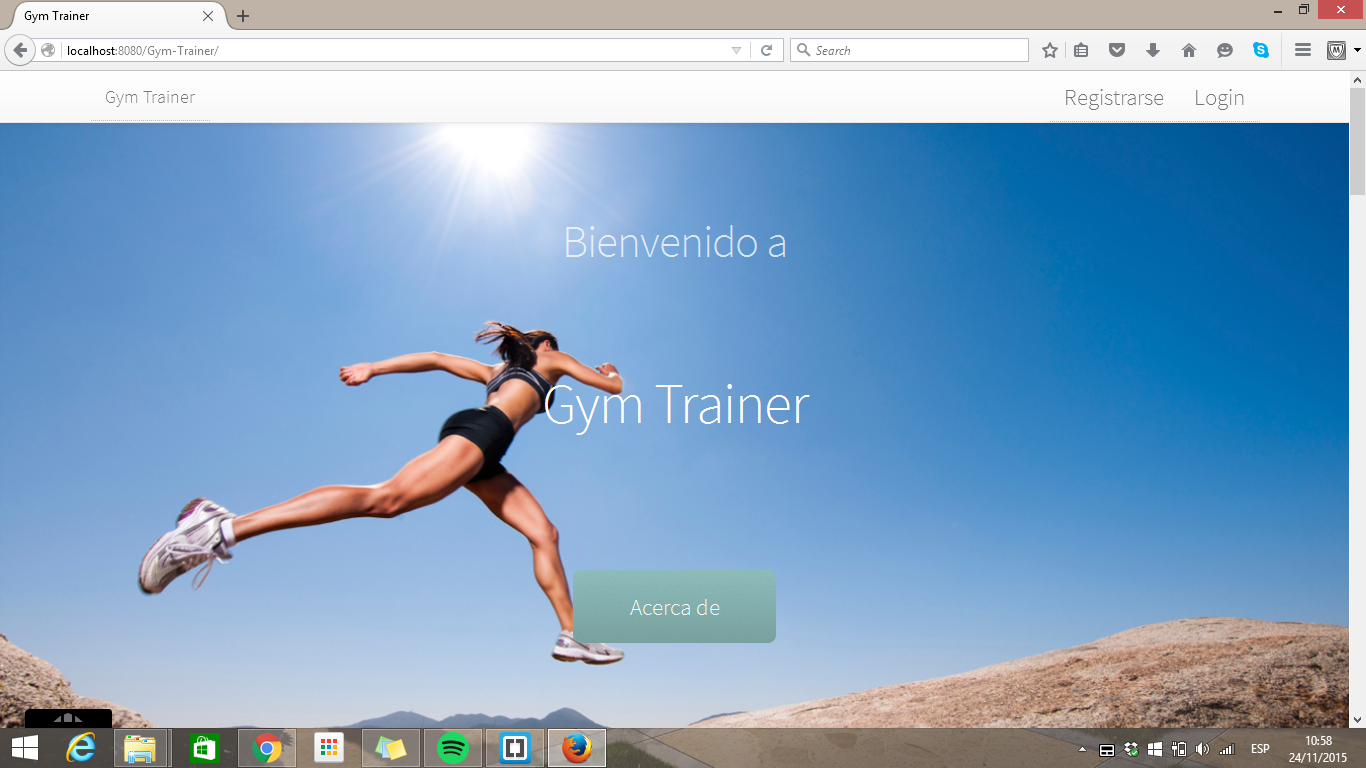 Gym Trainer
localhost:8080/Gym-Trainer/
Search
Gym Trainer
Registrarse
Login
Bienvenido a
Gym Trainer
Acerca de
ESP
10:58
24/11/2015